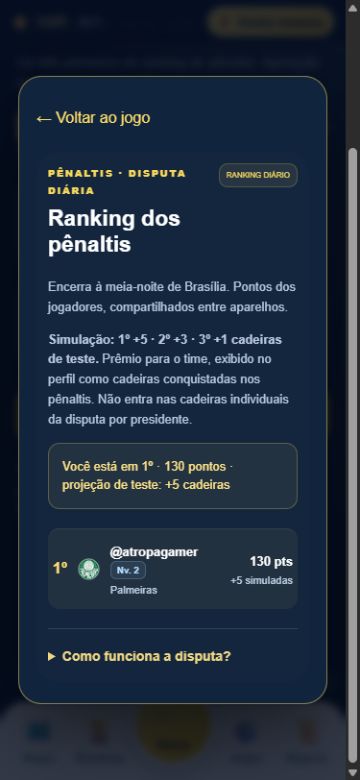 ← Voltar ao jogo
PÊNALTIS · DISPUTA
DIÁRIA
RANKING DIÁRIO
Ranking dos
pênaltis
Encerra à meia-noite de Brasília. Pontos dos
jogadores, compartilhados entre aparelhos.
Simulação: 1º +5 · 2º +3 · 3º +1 cadeiras
de teste. Prêmio para o time, exibido no
perfil como cadeiras conquistadas nos
pênaltis. Não entra nas cadeiras individuais
da disputa por presidente.
Você está em 1º · 130 pontos ·
projeção de teste: +5 cadeiras
1º
@atropagamer
Nv. 2
Palmeiras
130 pts
+5 simuladas
▶ Como funciona a disputa?